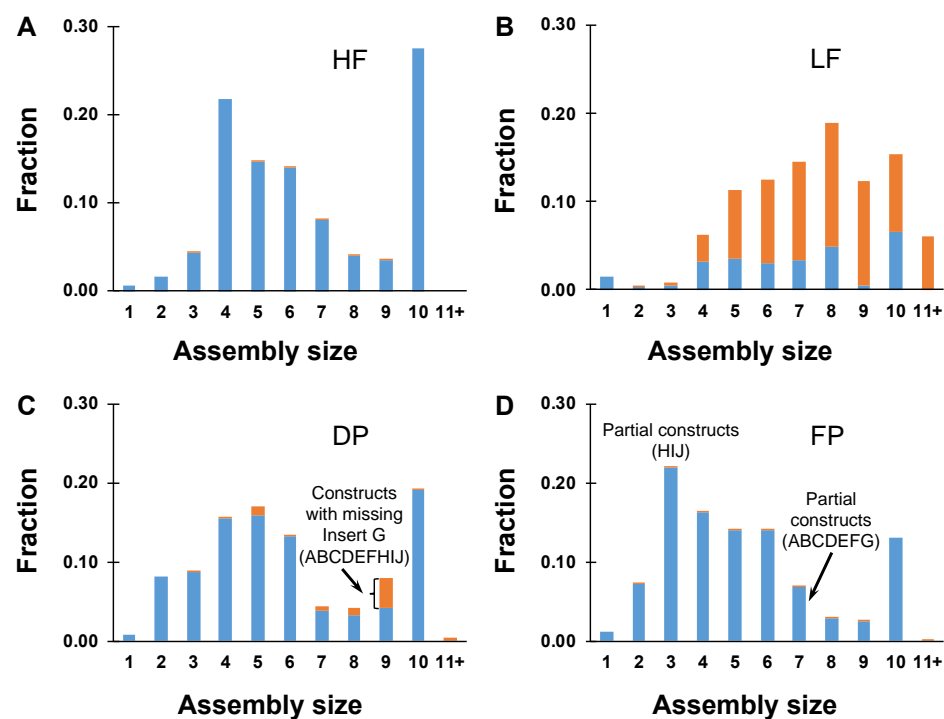 A
HF
Fraction
0.30
0.20
0.10
0.00
1 2 3 4 5 6 7 8 9 10 11+
Assembly size
B
LF
Fraction
0.30
0.20
0.10
0.00
1 2 3 4 5 6 7 8 9 10 11+
Assembly size
C
DP
Fraction
0.30
0.20
0.10
0.00
Constructs
with missing
Insert G
(ABCDEFHIJ)
1 2 3 4 5 6 7 8 9 10 11+
Assembly size
D
FP
Fraction
0.30
0.20
0.10
0.00
Partial constructs
(HIJ)
Partial
constructs
(ABCDEFG)
1 2 3 4 5 6 7 8 9 10 11+
Assembly size